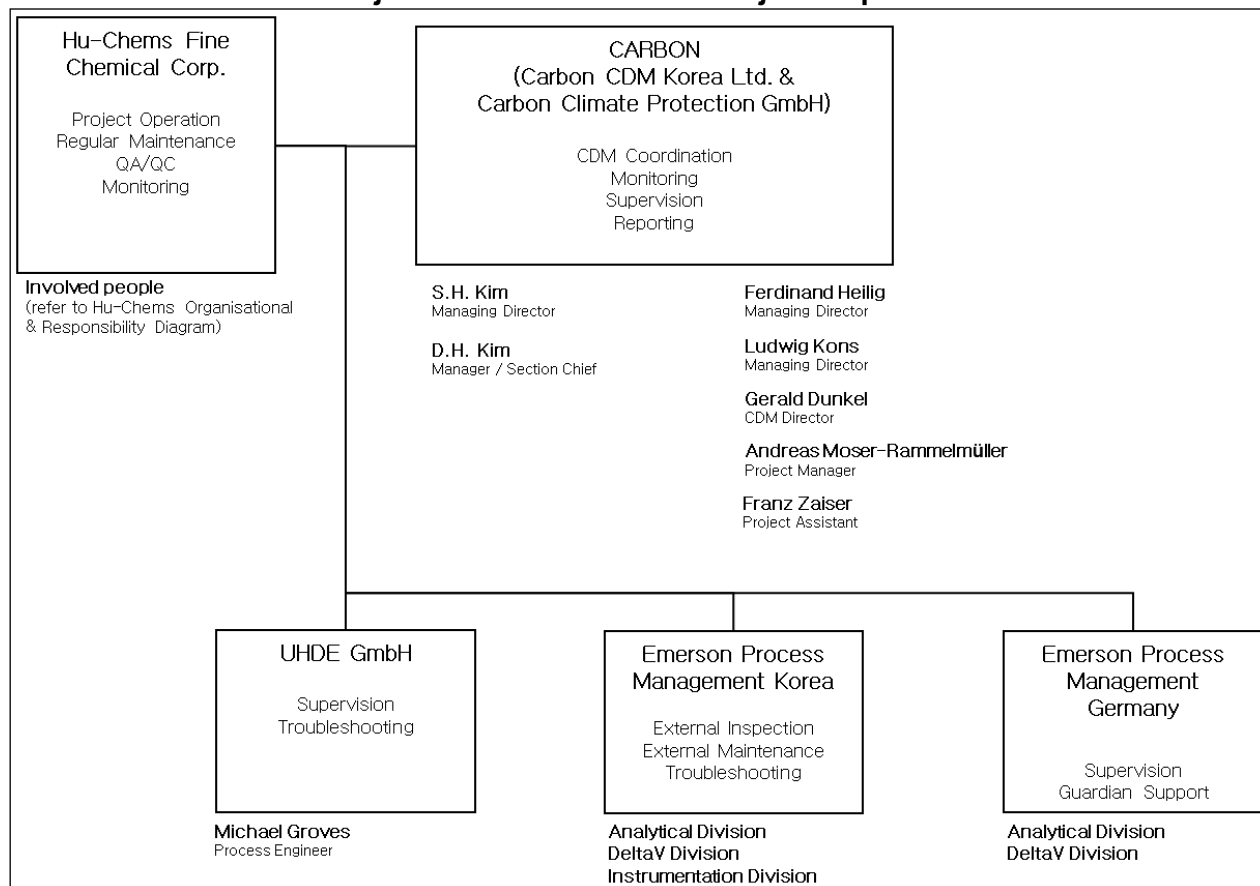 Hu-Chems Fine
Chemical Corp.
Project Operation
Regular Maintenance
QA/QC
Monitoring
CARBON
(Carbon CDM Korea Ltd. &
Carbon Climate Protection GmbH)
CDM Coordination
Monitoring
Supervision
Reporting
Involved people
(refer to Hu-Chems Organisational
& Responsibility Diagram)
S.H. Kim
Managing Director
D.H. Kim
Manager / Section Chief
Ferdinand Heilig
Managing Director
Ludwig Kons
Managing Director
Gerald Dunkel
CDM Director
Andreas Moser-Rammelmüller
Project Manager
Franz Zaiser
Project Assistant
UHDE GmbH
Supervision
Troubleshooting
Michael Groves
Process Engineer
Emerson Process
Management Korea
External Inspection
External Maintenance
Troubleshooting
Analytical Division
DeltaV Division
Instrumentation Division
Emerson Process
Management
Germany
Supervision
Guardian Support
Analytical Division
DeltaV Division